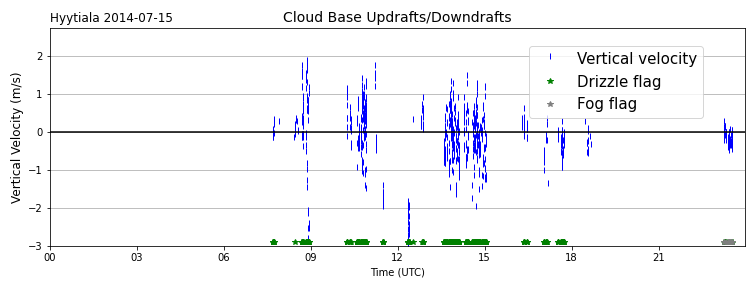 Hyytiala 2014-07-15
Cloud Base Updrafts/Downdrafts
Vertical Velocity (m/s)
2
1
0
−1
−2
−3
Vertical velocity
Drizzle flag
Fog flag
00
03
06
09
12
15
18
21
Time (UTC)